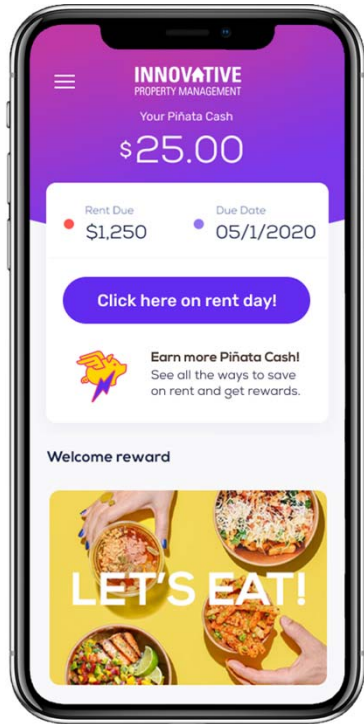 INNOVATIVE
PROPERTY MANAGEMENT
Your Piñata Cash
$25.00
Rent Due
$1,250
Due Date
05/1/2020
Click here on rent day!
Earn more Piñata Cash!
See all the ways to save
on rent and get rewards.
Welcome reward
LET'S EAT!